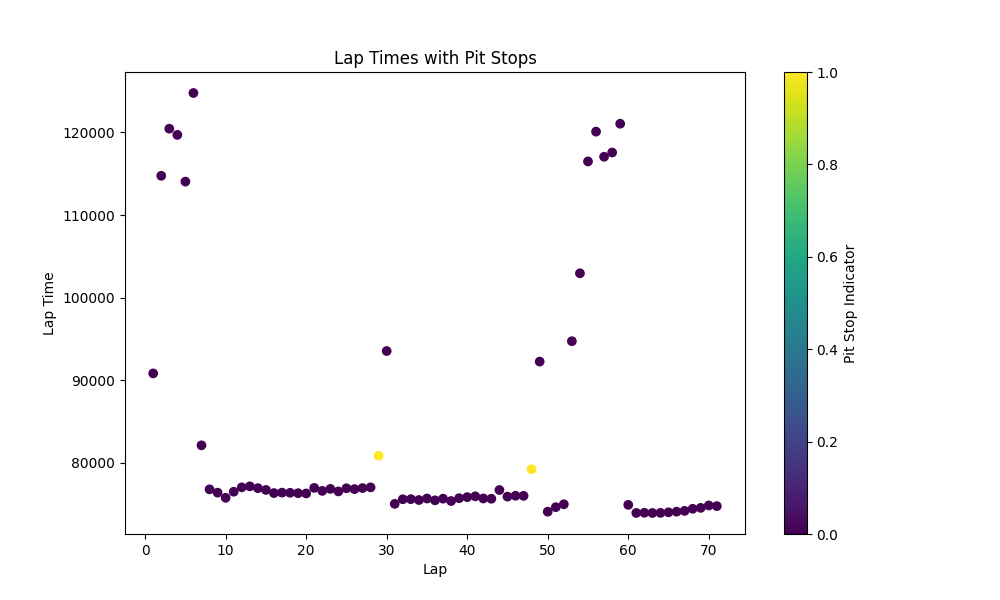 Lap Times with Pit Stops
Lap Time
120000
110000
100000
90000
80000
0 10 20 30 40 50 60 70
Lap
1.0
0.8
0.6
0.4
0.2
0.0
Pit Stop Indicator